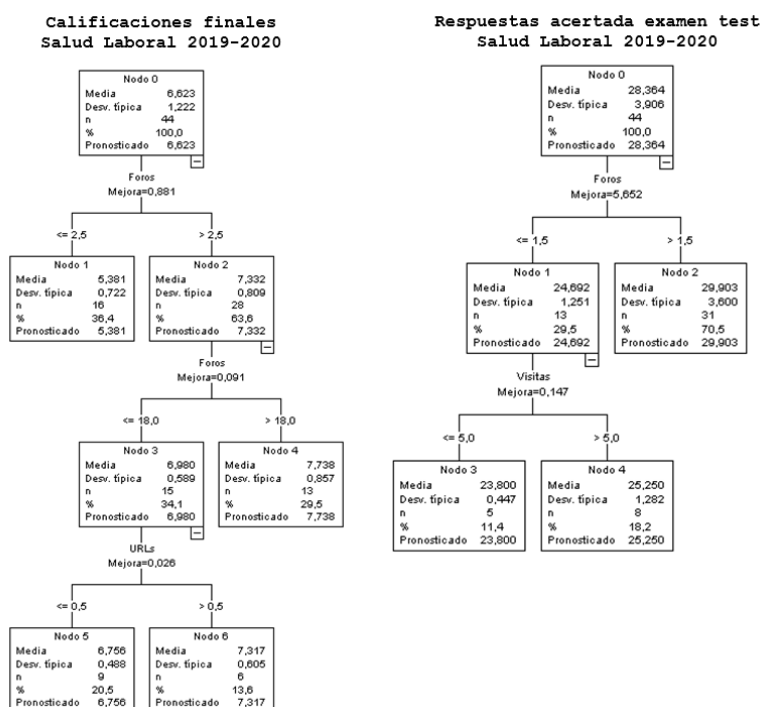 Calificaciones finales
Salud Laboral 2019-2020
Nodo 0
Media 6,623
Desv. típica 1,222
n 44
% 100,0
Pronosticado 6,623
Foros
Mejora=0,881
<= 2,5
> 2,5
Nodo 1
Media 5,381
Desv. típica 0,722
n 16
% 36,4
Pronosticado 5,381
Nodo 2
Media 7,332
Desv. típica 0,809
n 28
% 63,6
Pronosticado 7,332
Foros
Mejora=0,091
<= 18,0
> 18,0
Nodo 3
Media 6,980
Desv. típica 0,589
n 15
% 34,1
Pronosticado 6,980
Nodo 4
Media 7,738
Desv. típica 0,857
n 13
% 29,5
Pronosticado 7,738
URLs
Mejora=0,026
<= 0,5
> 0,5
Nodo 5
Media 6,756
Desv. típica 0,488
n 9
% 20,5
Pronosticado 6,756
Nodo 6
Media 7,317
Desv. típica 0,605
n 6
% 13,6
Pronosticado 7,317
Respuestas acertada examen test
Salud Laboral 2019-2020
Nodo 0
Media 28,364
Desv. típica 3,906
n 44
% 100,0
Pronosticado 28,364
Foros
Mejora=5,652
<= 1,5
> 1,5
Nodo 1
Media 24,692
Desv. típica 1,251
n 13
% 29,5
Pronosticado 24,692
Nodo 2
Media 29,903
Desv. típica 3,600
n 31
% 70,5
Pronosticado 29,903
Visitas
Mejora=0,147
<= 5,0
> 5,0
Nodo 3
Media 23,800
Desv. típica 0,447
n 5
% 11,4
Pronosticado 23,800
Nodo 4
Media 25,250
Desv. típica 1,282
n 8
% 18,2
Pronosticado 25,250